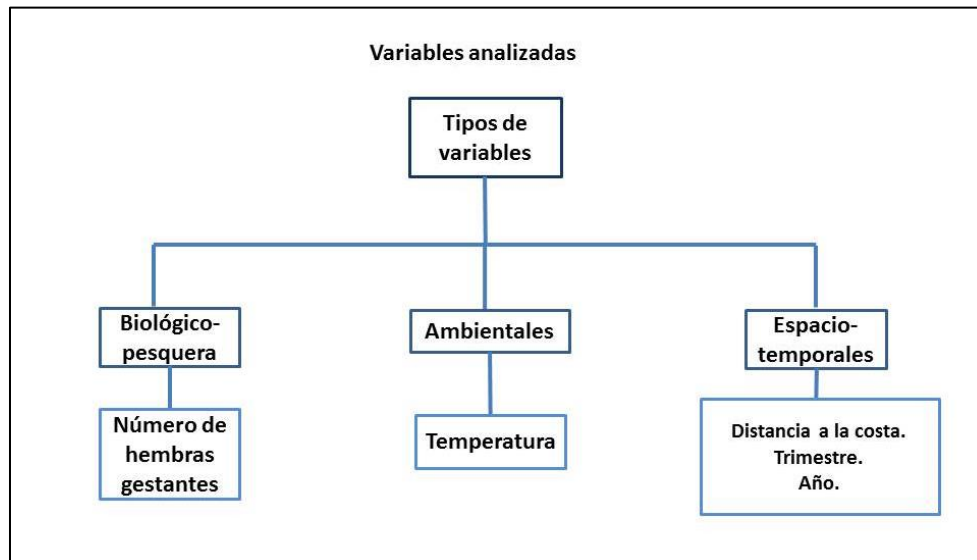 Variables analizadas
Tipos de
variables
Biológico-
pesquera
Ambientales
Espacio-
temporales
Número de
hembras
gestantes
Temperatura
Distancia a la costa.
Trimestre.
Año.